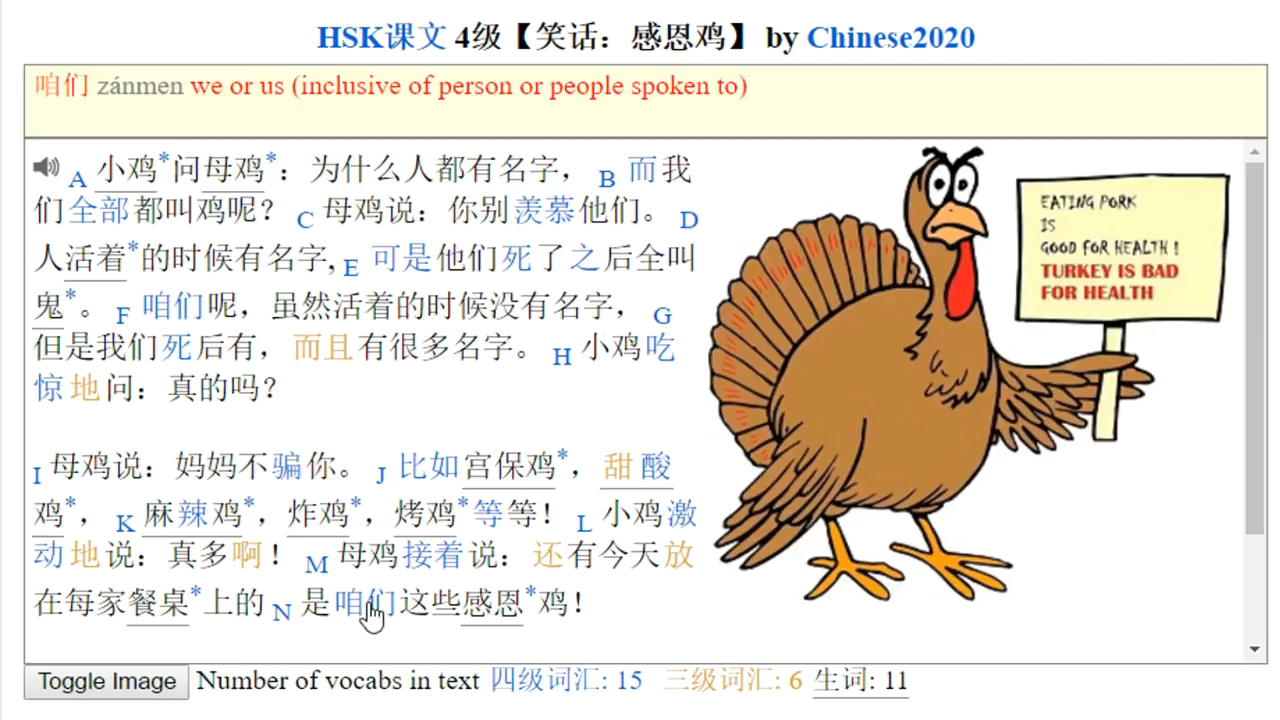 HSK课文 4级【笑话：感恩鸡】 by Chinese2020
咱们 zánmen we or us (inclusive of person or people spoken to)
A 小鸡*问母鸡*：为什么人都有名字， B 而我
们全部都叫鸡呢？ C 母鸡说：你别羡慕他们。 D
人活着*的时候有名字, E 可是他们死了之后全叫
鬼*。 F 咱们呢，虽然活着的时候没有名字， G
但是我们死后有，而且有很多名字。 H 小鸡吃
惊地问：真的吗？
I 母鸡说：妈妈不骗你。 J 比如宫保鸡*，甜酸
鸡*， K 麻辣鸡*，炸鸡*，烤鸡*等等！ L 小鸡激
动地说：真多啊！ M 母鸡接着说：还有今天放
在每家餐桌*上的 N 是咱们这些感恩*鸡！
EATING PORK
IS
GOOD FOR HEALTH !
TURKEY IS BAD
FOR HEALTH
Toggle Image Number of vocabs in text 四级词汇: 15 三级词汇: 6 生词: 11